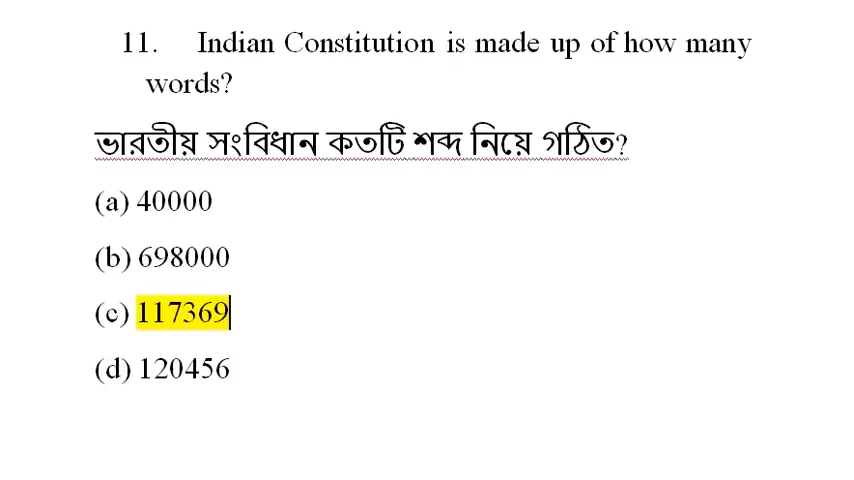 11. Indian Constitution is made up of how many
words?
ভারতীয় সংবিধান কতটি শব্দ নিয়ে গঠিত?
(a) 40000
(b) 698000
(c) 117369
(d) 120456